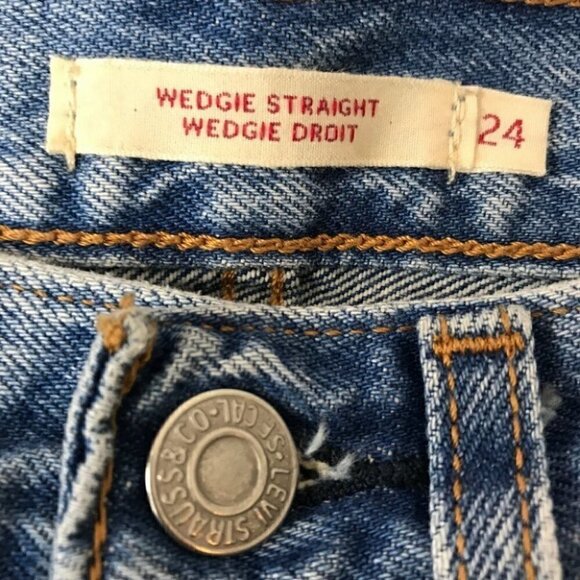 WEDGIE STRAIGHT
WEDGIE DROIT
24
LEVI STRAUSS & CO
S.F. CAL.